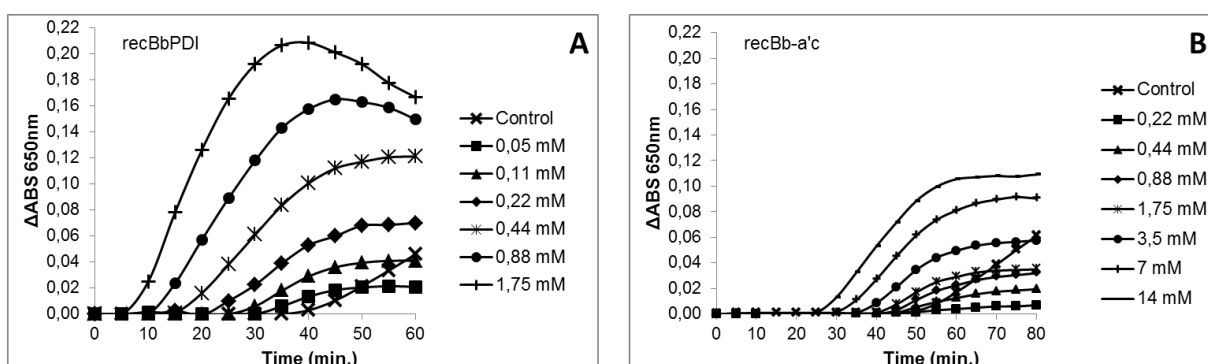 recBbPDI
A
ΔABS 650nm
0,22
0,20
0,18
0,16
0,14
0,12
0,10
0,08
0,06
0,04
0,02
0,00
0 10 20 30 40 50 60
Time (min.)
Control
0,05 mM
0,11 mM
0,22 mM
0,44 mM
0,88 mM
1,75 mM
recBb-a'c
B
ΔABS 650nm
0,22
0,20
0,18
0,16
0,14
0,12
0,10
0,08
0,06
0,04
0,02
0,00
0 10 20 30 40 50 60 70 80
Time (min.)
Control
0,22 mM
0,44 mM
0,88 mM
1,75 mM
3,5 mM
7 mM
14 mM